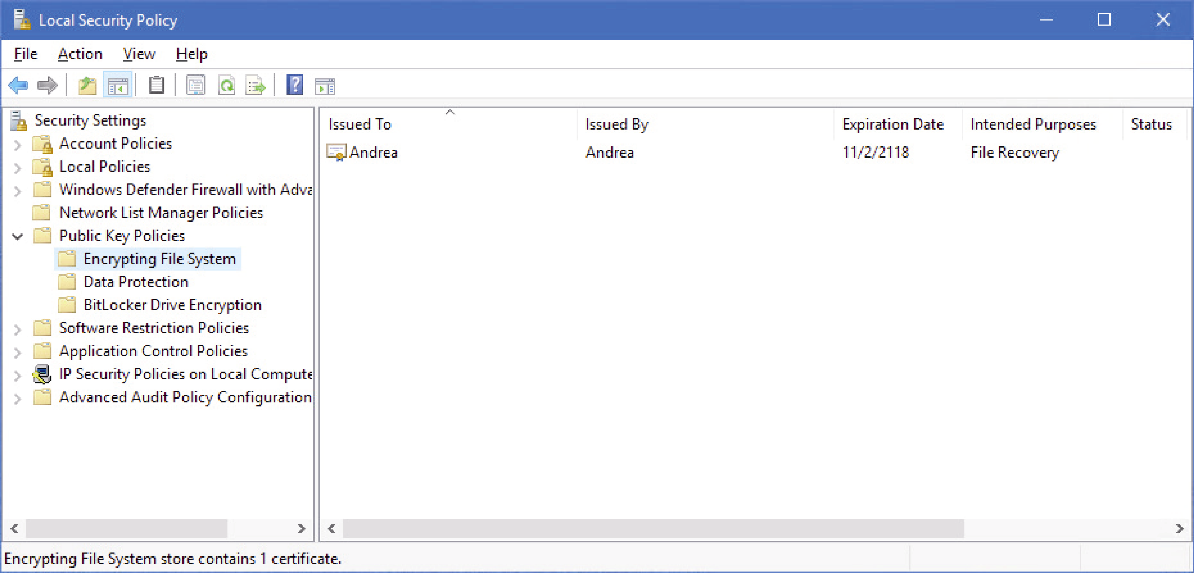 Local Security Policy
File Action View Help
Security Settings
Account Policies
Local Policies
Windows Defender Firewall with Adva
Network List Manager Policies
Public Key Policies
Encrypting File System
Data Protection
BitLocker Drive Encryption
Software Restriction Policies
Application Control Policies
IP Security Policies on Local Compute
Advanced Audit Policy Configuration
Issued To Issued By Expiration Date Intended Purposes Status
Andrea Andrea 11/2/2118 File Recovery
Encrypting File System store contains 1 certificate.